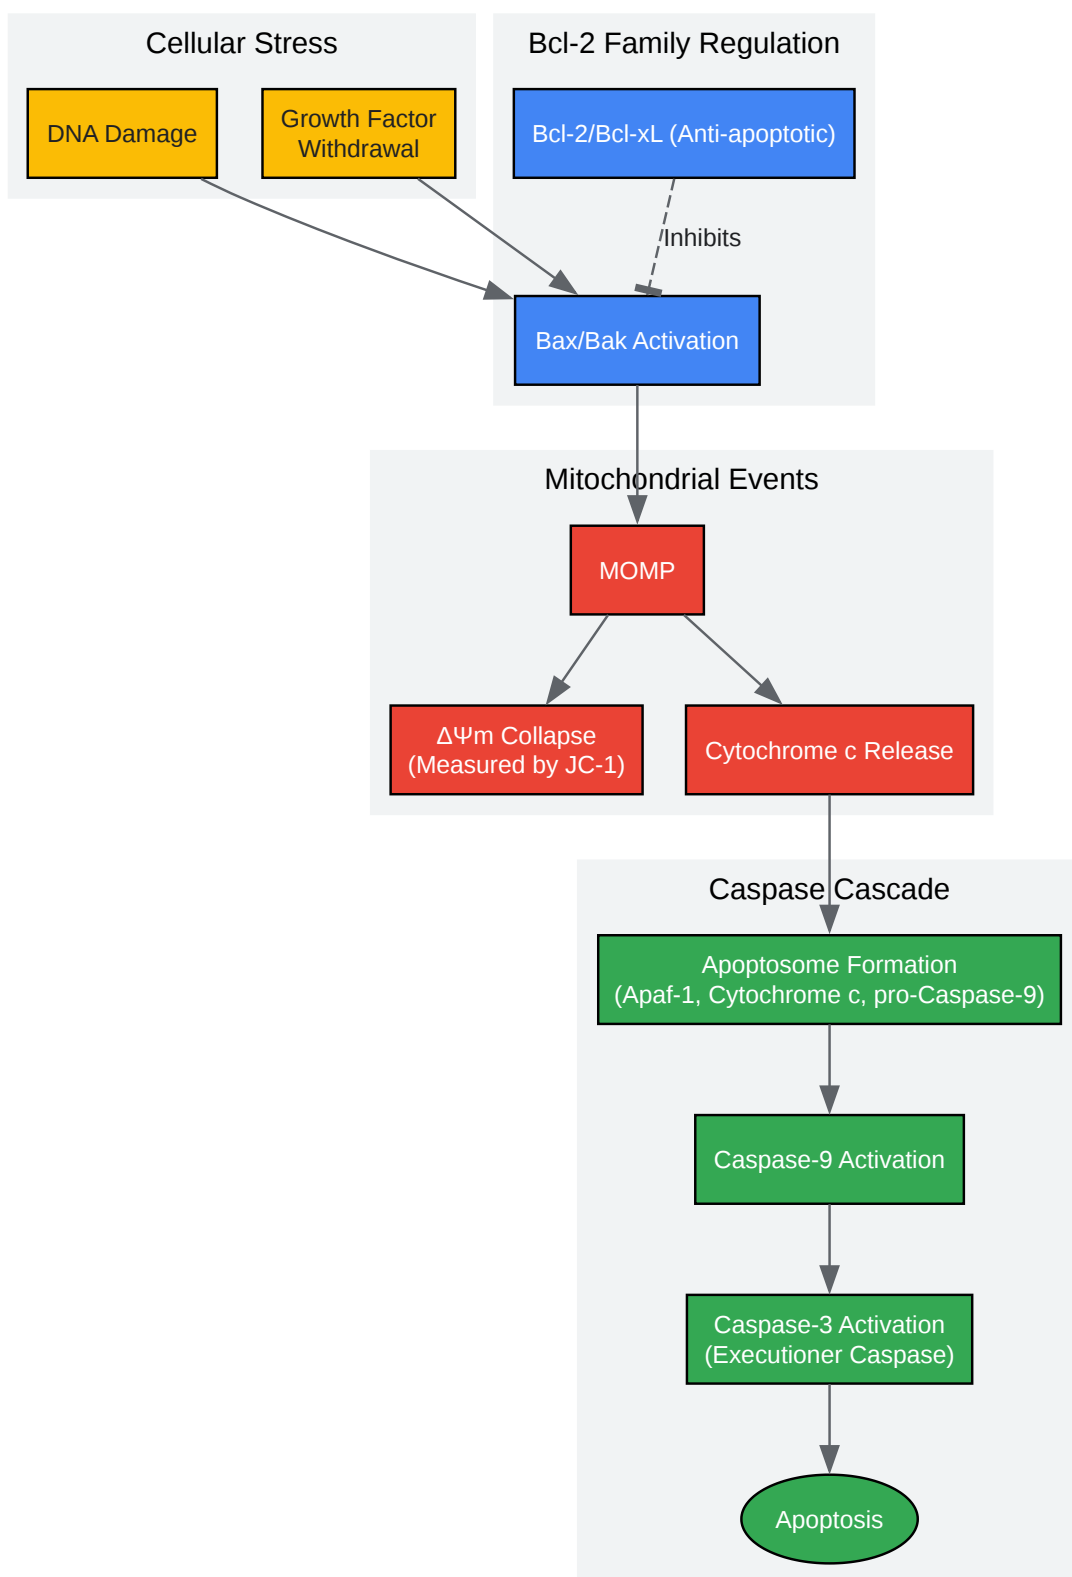 Cellular Stress
DNA Damage
Growth Factor
Withdrawal
Bcl-2 Family Regulation
Bcl-2/Bcl-xL (Anti-apoptotic)
Inhibits
Bax/Bak Activation
Mitochondrial Events
MOMP
ΔΨm Collapse
(Measured by JC-1)
Cytochrome c Release
Caspase Cascade
Apoptosome Formation
(Apaf-1, Cytochrome c, pro-Caspase-9)
Caspase-9 Activation
Caspase-3 Activation
(Executioner Caspase)
Apoptosis